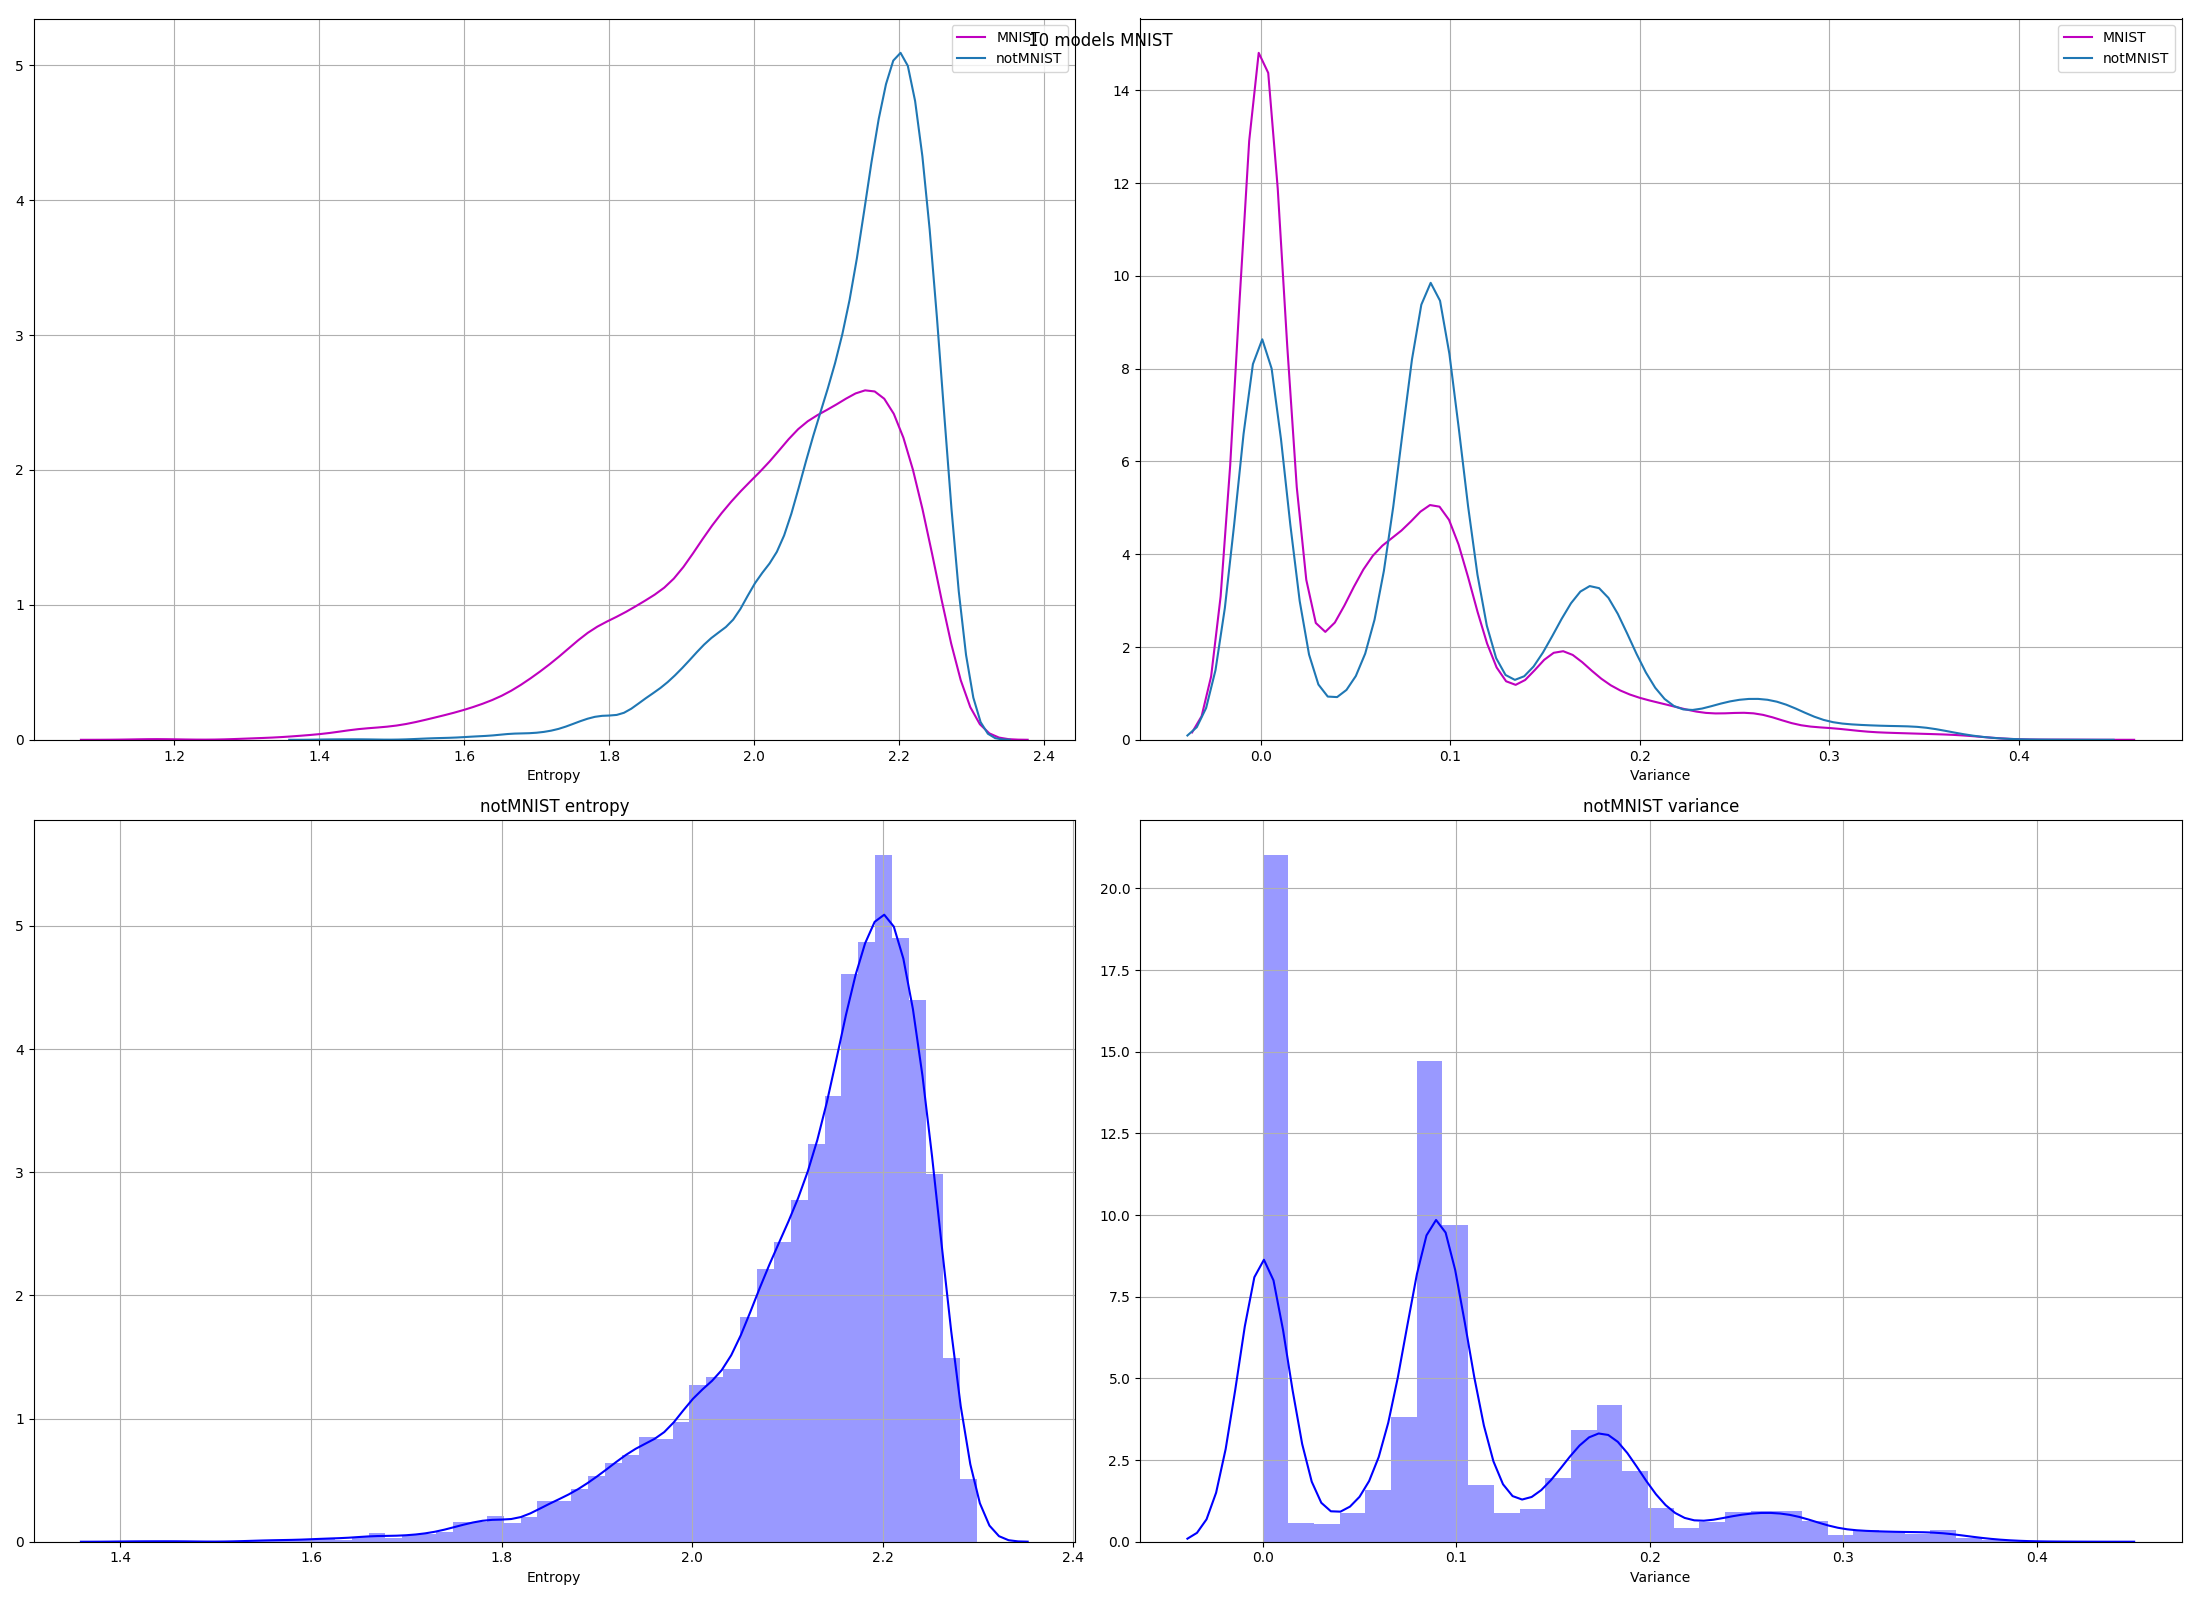 10 models MNIST
MNIST
notMNIST
5
4
3
2
1
0
1.2 1.4 1.6 1.8 2.0 2.2 2.4
Entropy
MNIST
notMNIST
14
12
10
8
6
4
2
0
0.0 0.1 0.2 0.3 0.4
Variance
notMNIST entropy
5
4
3
2
1
0
1.4 1.6 1.8 2.0 2.2 2.4
Entropy
notMNIST variance
20.0
17.5
15.0
12.5
10.0
7.5
5.0
2.5
0.0
0.0 0.1 0.2 0.3 0.4
Variance